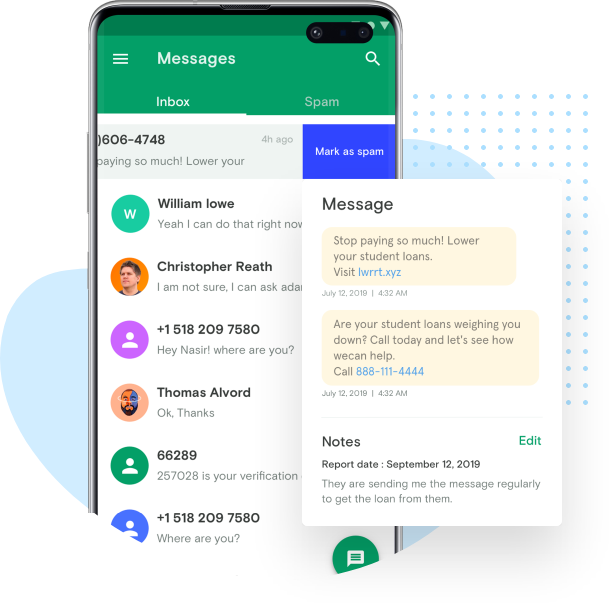 Messages
Inbox
Spam
)606-4748
4h ago
paying so much! Lower your
Mark as spam
W
William lowe
Yeah I can do that right now
Christopher Reath
I am not sure, I can ask adar
+1 518 209 7580
Hey Nasir! where are you?
Thomas Alvord
Ok, Thanks
66289
257028 is your verification
+1 518 209 7580
Where are you?
Message
Stop paying so much! Lower
your student loans.
Visit lwrrt.xyz
July 12, 2019 | 4:32 AM
Are your student loans weighing you
down? Call today and let's see how
wecan help.
Call 888-111-4444
July 12, 2019 | 4:32 AM
Notes
Edit
Report date : September 12, 2019
They are sending me the message regularly
to get the loan from them.